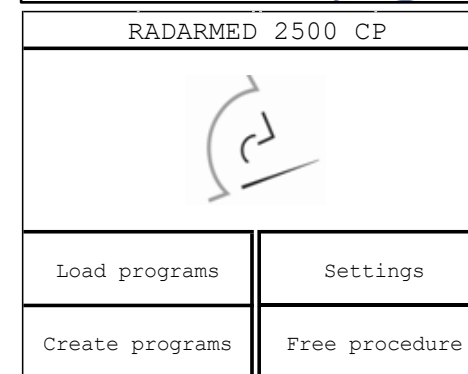 RADARMED 2500 CP
Load programs
Settings
Create programs
Free procedure